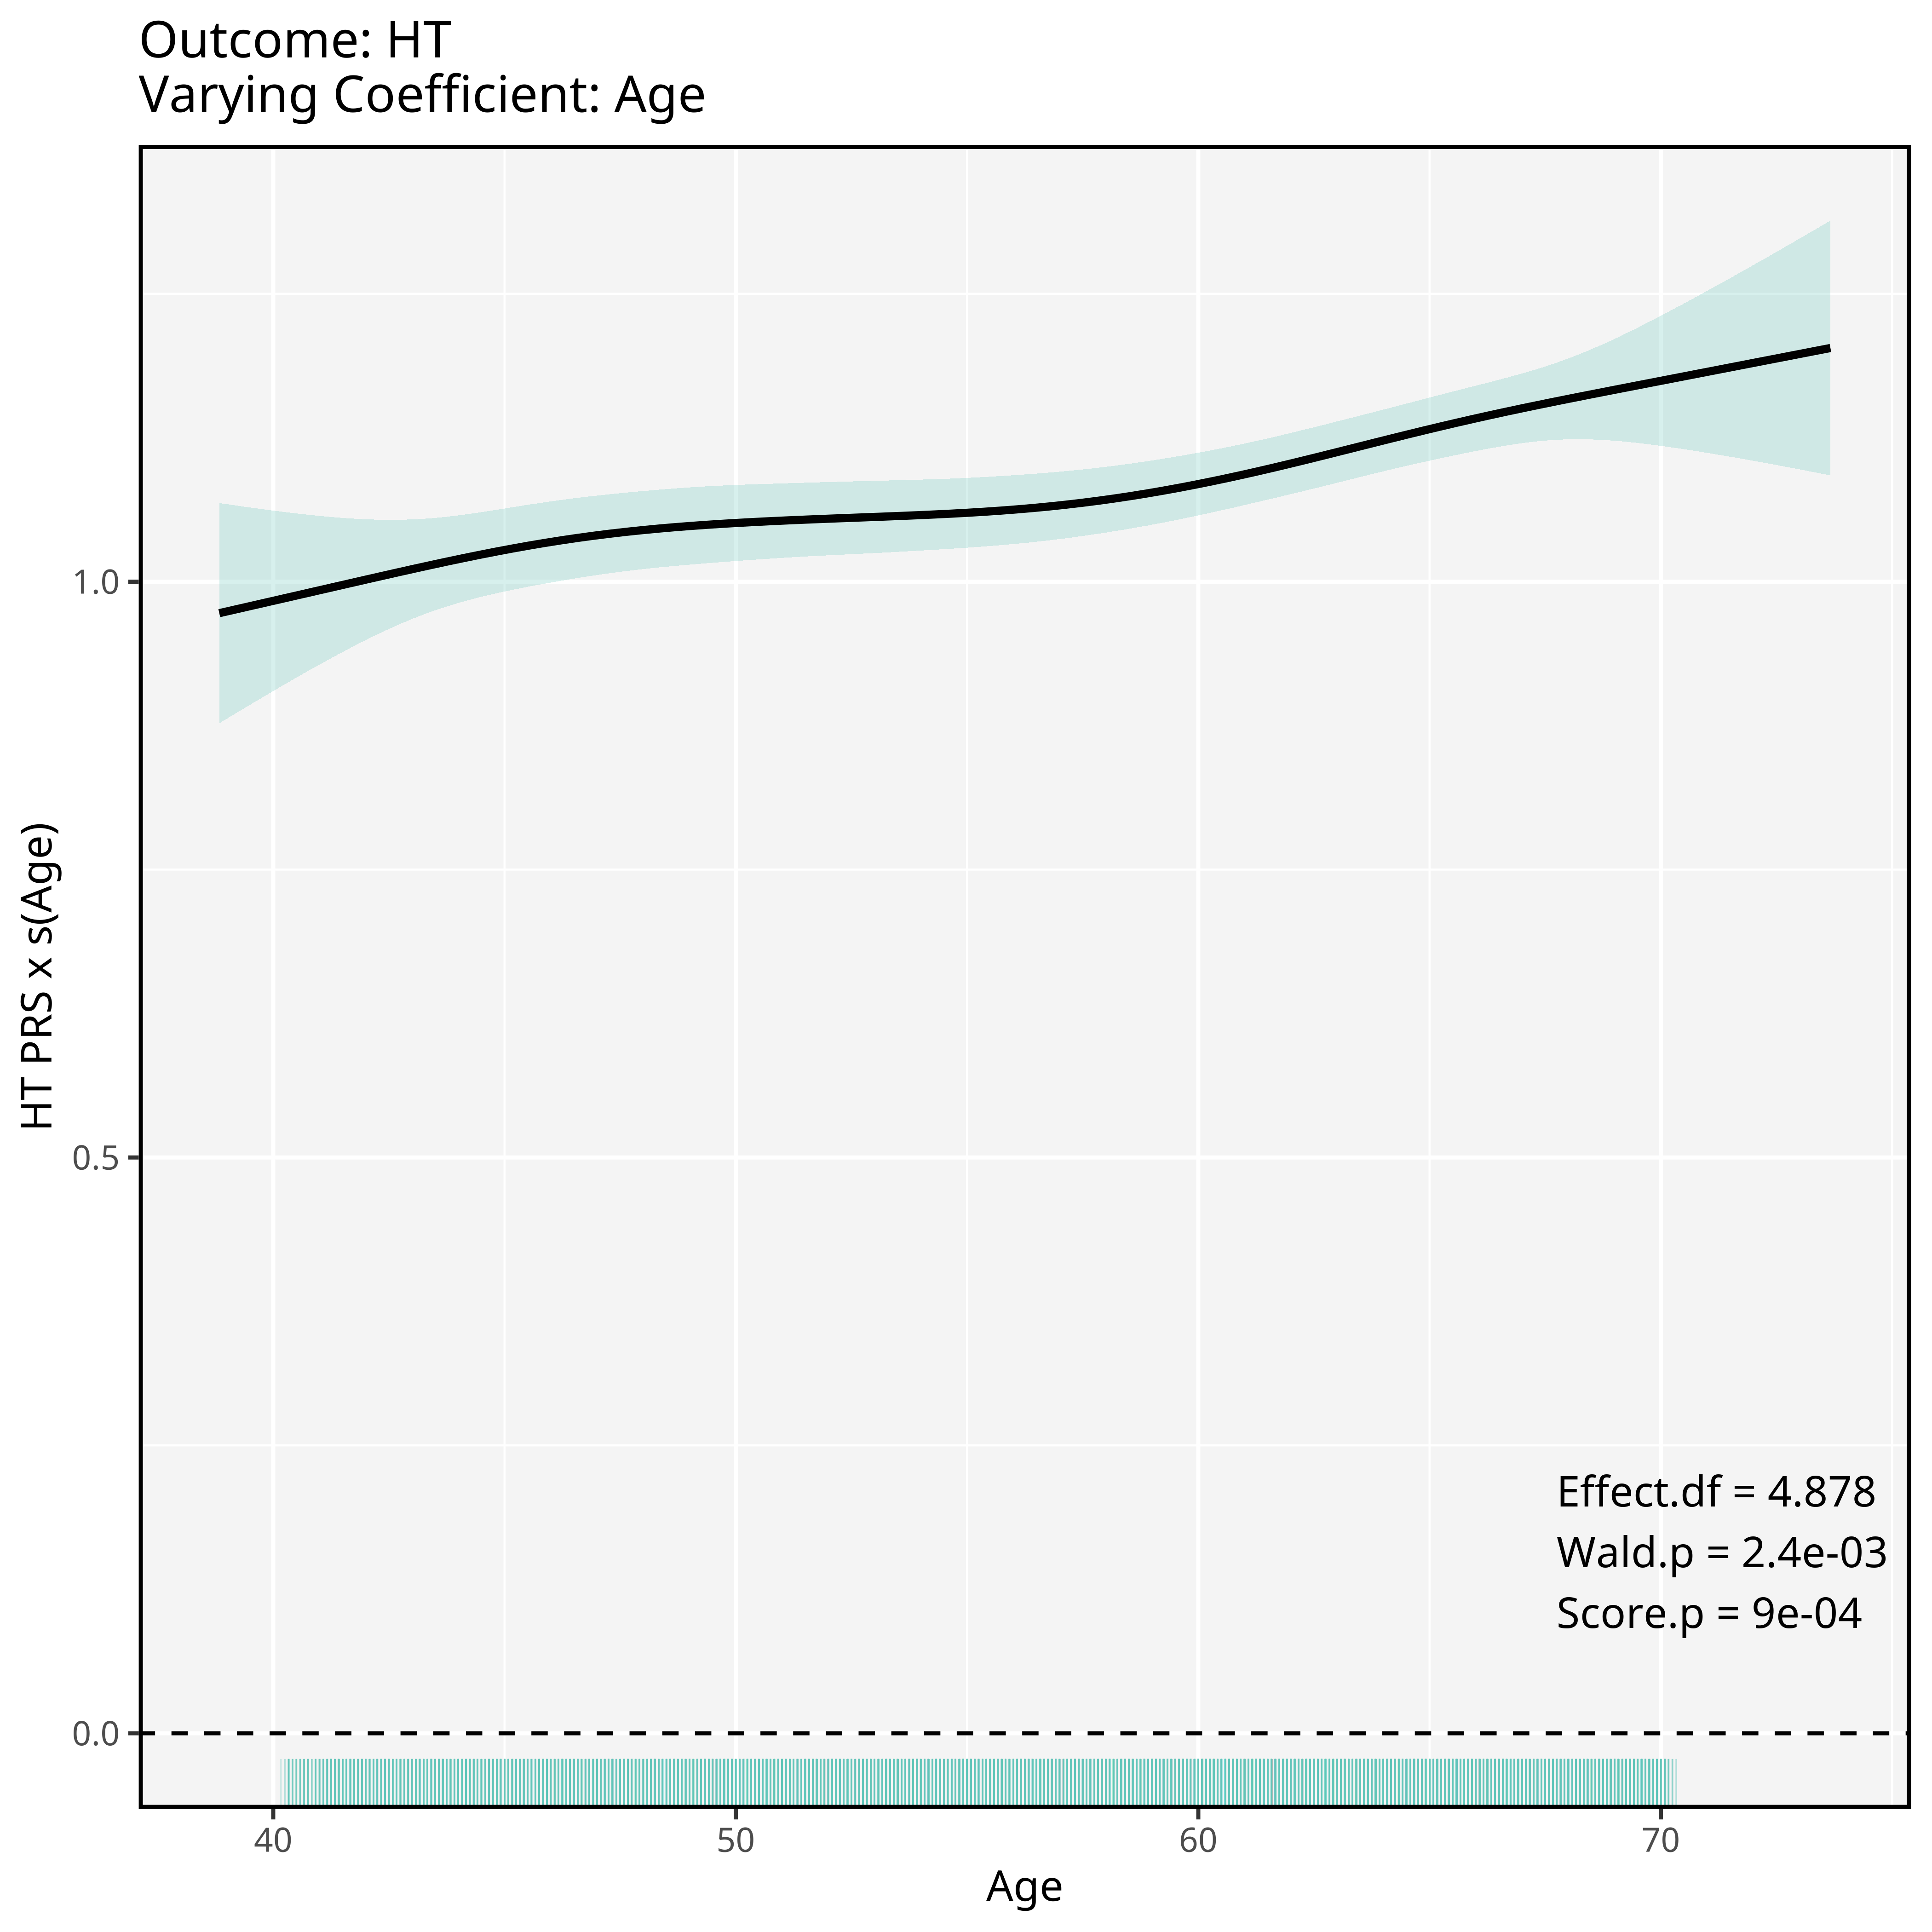 Outcome: HT
Varying Coefficient: Age
HT PRS x s(Age)
1.0
0.5
0.0
Effect.df = 4.878
Wald.p = 2.4e-03
Score.p = 9e-04
40 50 60 70
Age